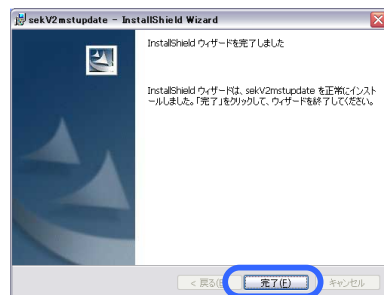 sekV2mstupdate - InstallShield Wizard
InstallShield ウィザードを完了しました
InstallShield ウィザードは、sekV2mstupdate を正常にインスト
ールしました。「完了」をクリックして、ウィザードを終了してください。
< 戻る(B) 完了(F) キャンセル